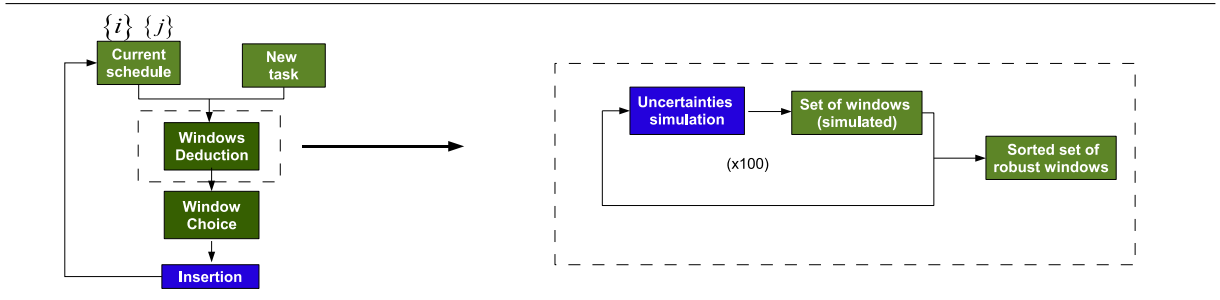 {i} {j}
Current
schedule
New
task
Windows
Deduction
Window
Choice
Insertion
Uncertainties
simulation
Set of windows
(simulated)
(x100)
Sorted set of
robust windows